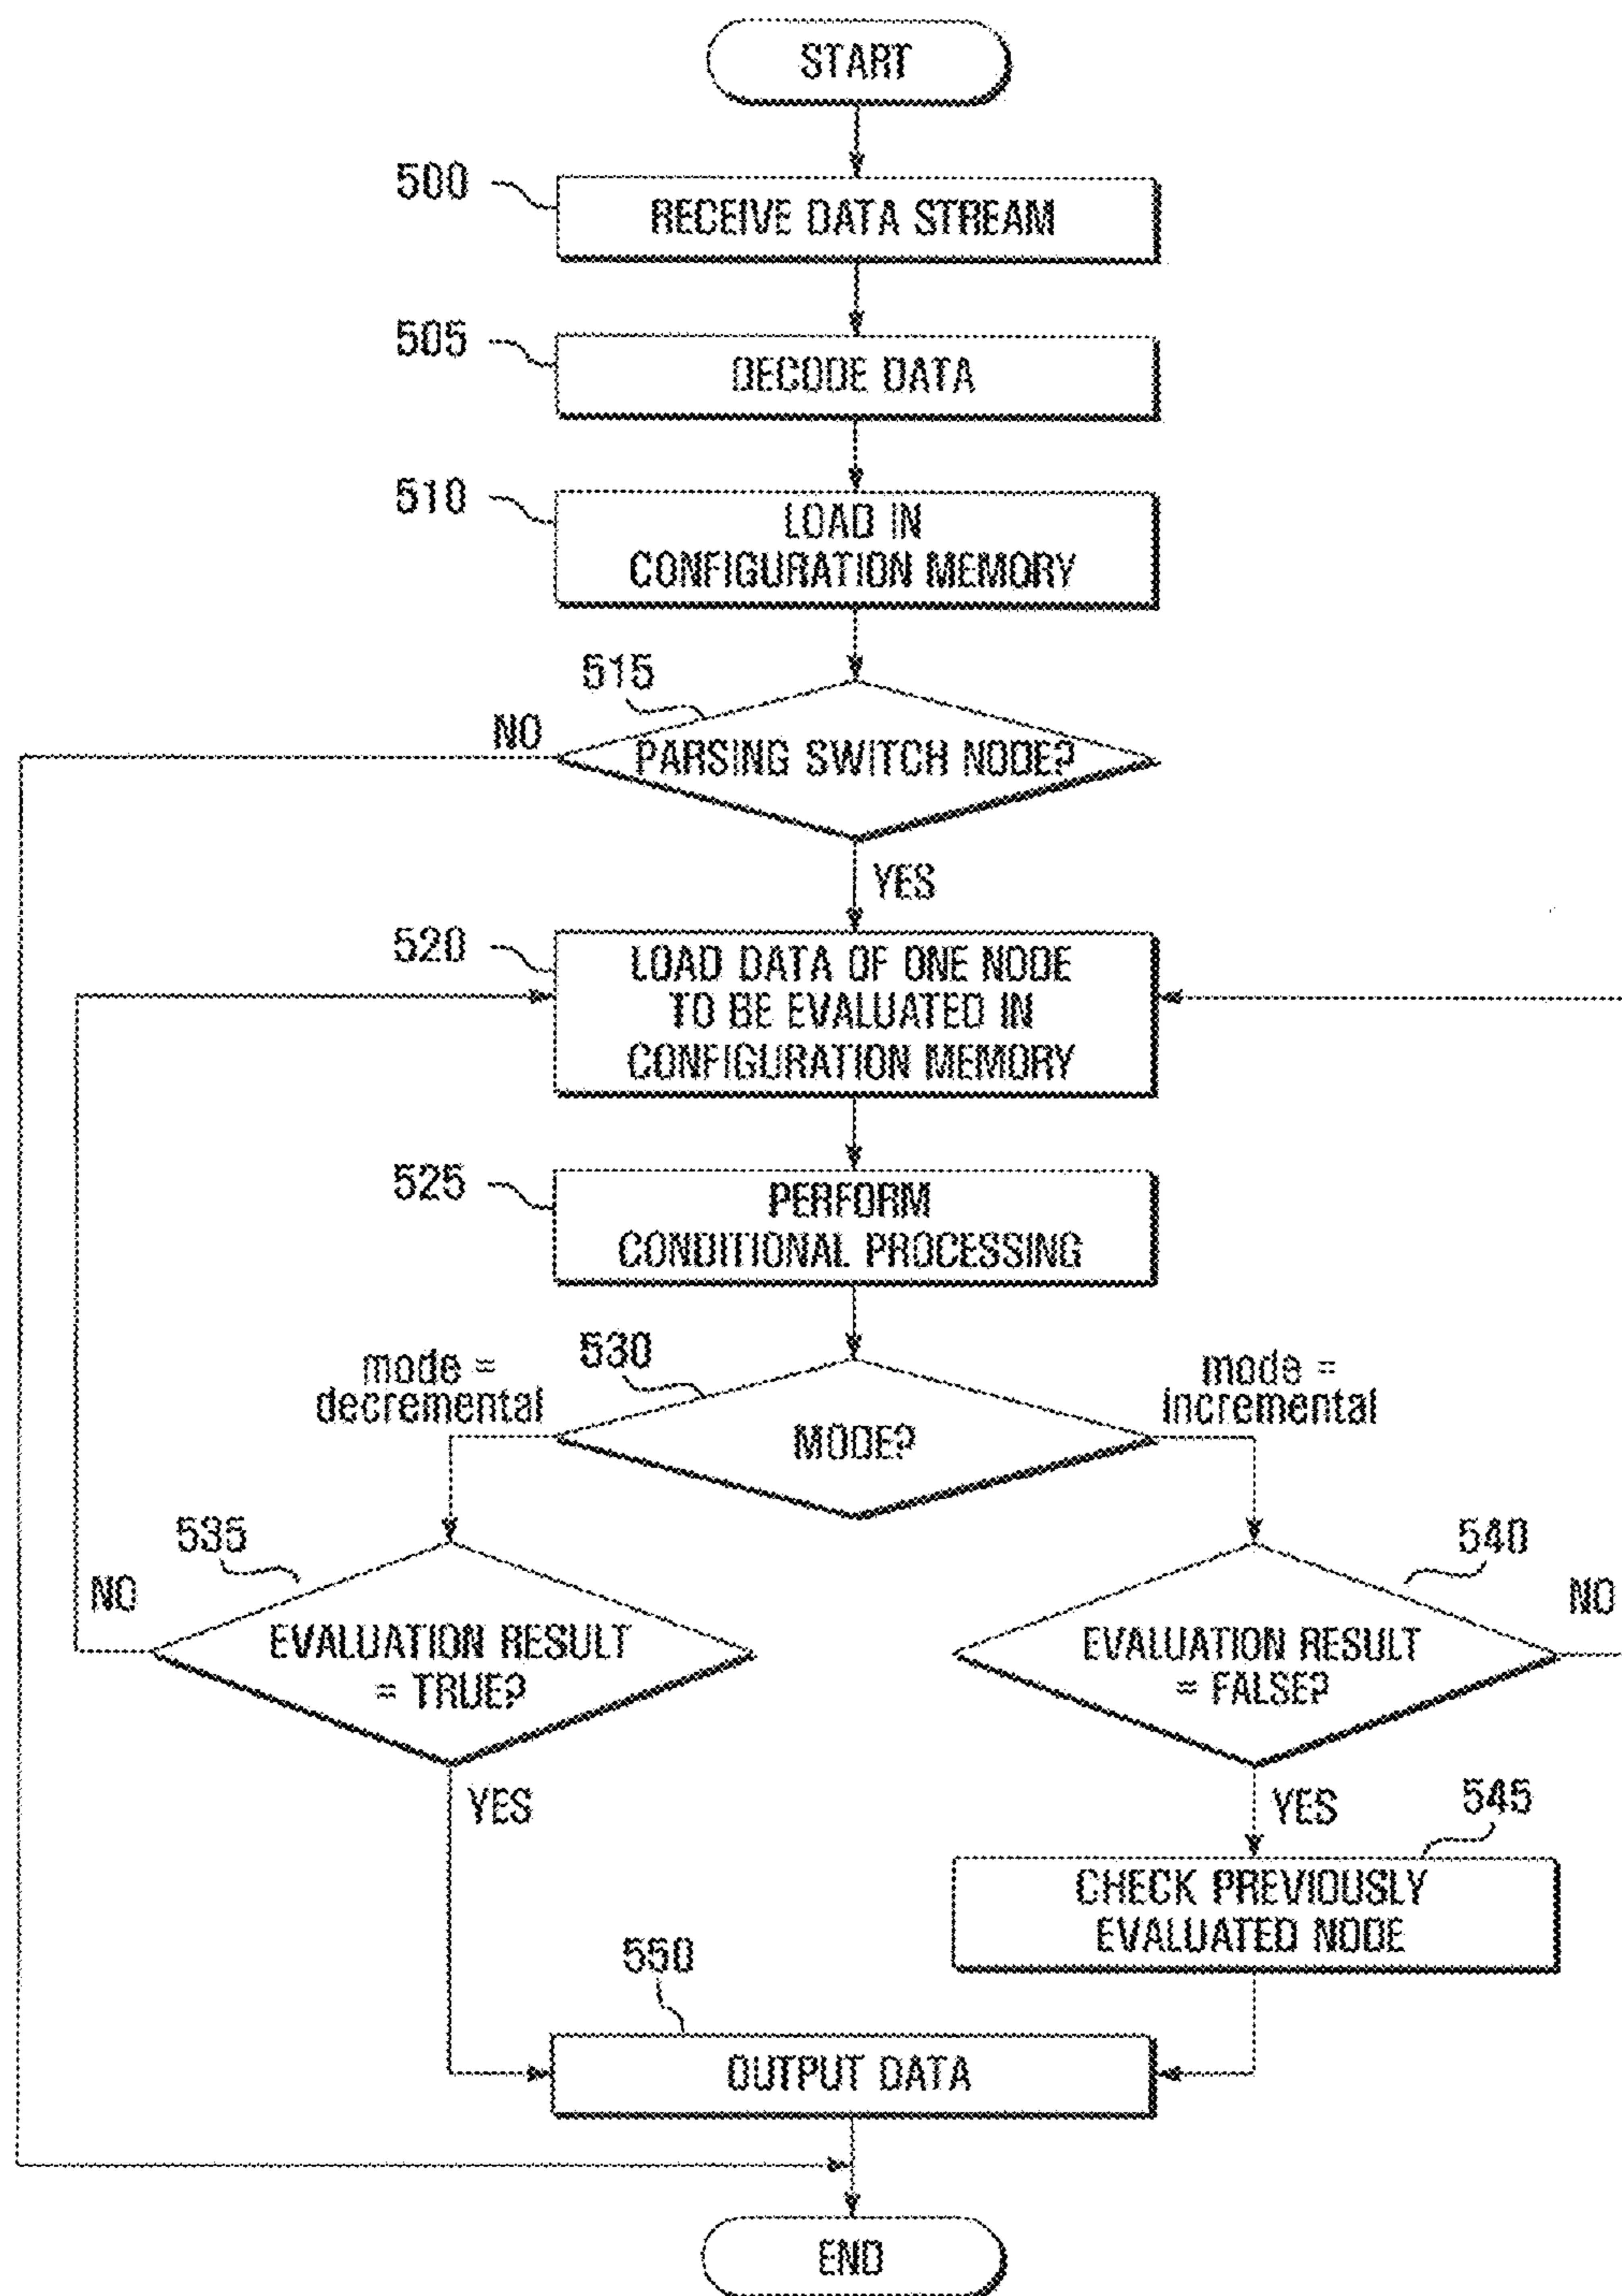 START
500
RECEIVE DATA STREAM
505
DECODE DATA
510
LOAD IN
CONFIGURATION MEMORY
515
NO
PARSING SWITCH NODE?
YES
520
LOAD DATA OF ONE NODE
TO BE EVALUATED IN
CONFIGURATION MEMORY
525
PERFORM
CONDITIONAL PROCESSING
530
mode =
decremental
mode =
incremental
MODE?
535
NO
EVALUATION RESULT
= TRUE?
YES
540
NO
EVALUATION RESULT
= FALSE?
YES
545
CHECK PREVIOUSLY
EVALUATED NODE
550
OUTPUT DATA
END